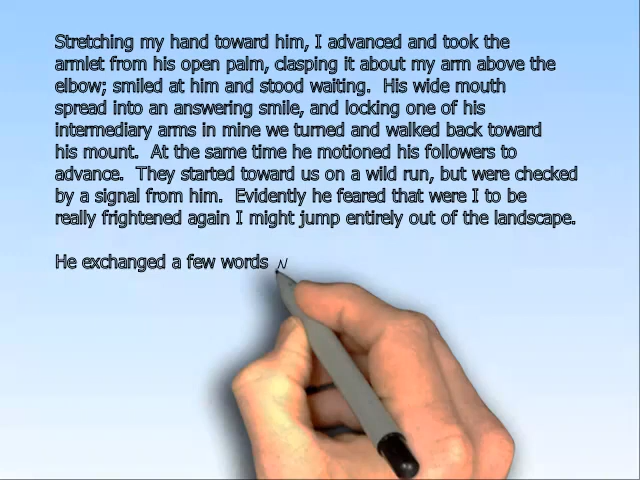 Stretching my hand toward him, I advanced and took the
armlet from his open palm, clasping it about my arm above the
elbow; smiled at him and stood waiting.  His wide mouth
spread into an answering smile, and locking one of his
intermediary arms in mine we turned and walked back toward
his mount.  At the same time he motioned his followers to
advance.  They started toward us on a wild run, but were checked
by a signal from him.  Evidently he feared that were I to be
really frightened again I might jump entirely out of the landscape.
He exchanged a few words